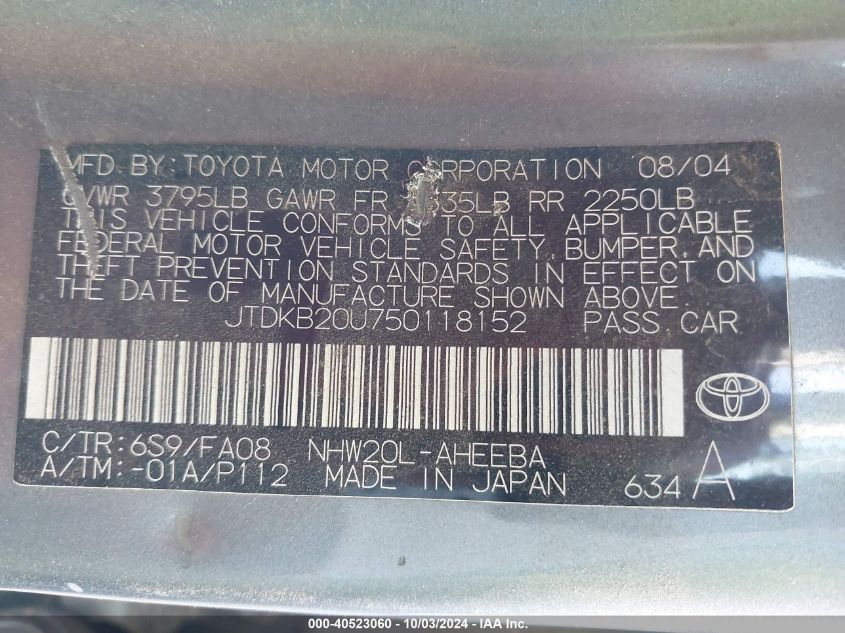 MFD.BY:TOYOTA MOTOR CORPORATION 08/04
GVWR 3795LB GAWR FR 335LB RR 2250LB
THIS VEHICLE CONFORMS TO ALL APPLICABLE
FEDERAL MOTOR VEHICLE SAFETY, BUMPER, AND
THEFT PREVENTION STANDARDS IN EFFECT ON
THE DATE OF MANUFACTURE SHOWN ABOVE.
JTDKB20U750118152 PASS.CAR
C/TR:6S9/FA08 NHW20L-AHEEBA
A/TM:-01A/P112 MADE IN JAPAN 634 A
000-40523060 - 10/03/2024 - IAA Inc.